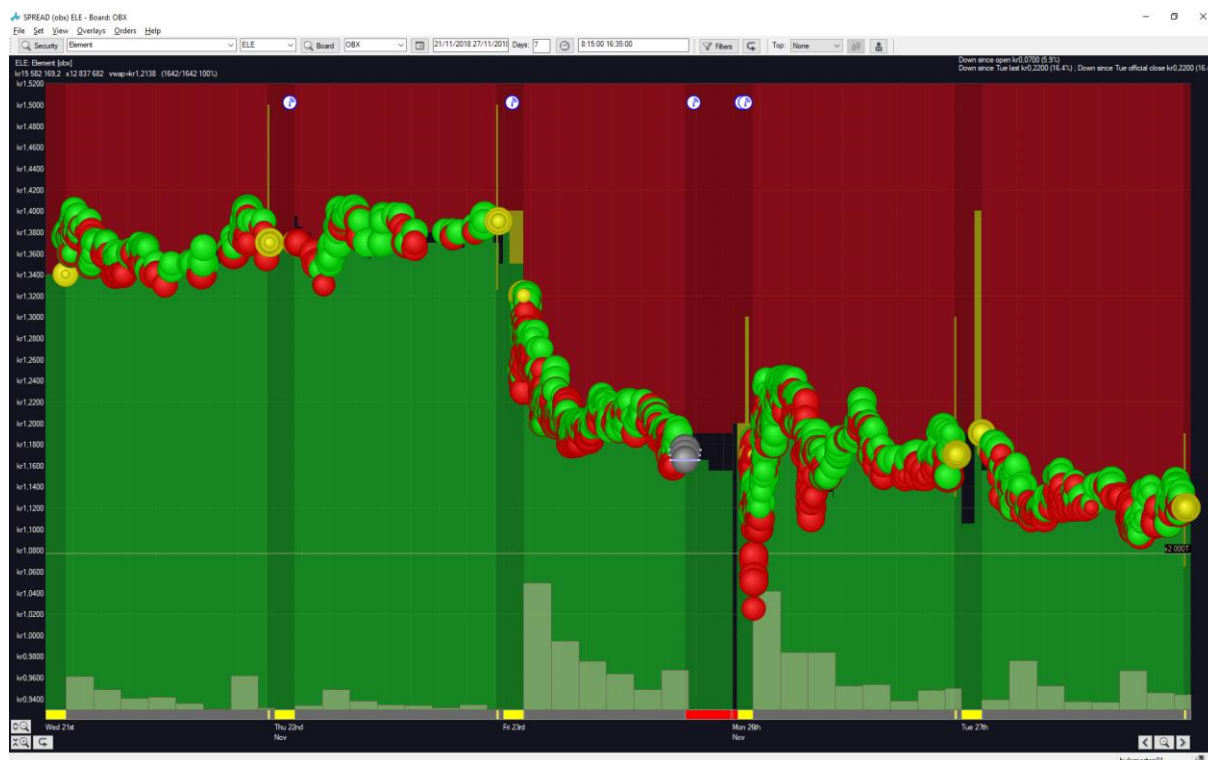 SPREAD (obx) ELE - Board: OBX
File Set View Overlays Orders Help
Security Element ELE Board OBX 21/11/2018 27/11/201 Days: 7 8:15:00 16:35:00 Filters Top: None
ELE: Element [obx]
kr15 582 169,2 x12 837 682 vwap=kr1,2138 (1642/1642 100%)
Down since open kr0,0700 (5.9%)
Down since Tue last kr0,2200 (16.4%) ; Down since Tue official close kr0,2200 (16.4
kr1,5200
kr1,5000
kr1,4800
kr1,4600
kr1,4400
kr1,4200
kr1,4000
kr1,3800
kr1,3600
kr1,3400
kr1,3200
kr1,3000
kr1,2800
kr1,2600
kr1,2400
kr1,2200
kr1,2000
kr1,1800
kr1,1600
kr1,1400
kr1,1200
kr1,1000
kr1,0800
kr1,0600
kr1,0400
kr1,0200
kr1,0000
kr0,9800
kr0,9600
kr0,9400
x2 000T
Wed 21st Thu 22nd Fri 23rd Mon 26th Tue 27th
Nov Nov